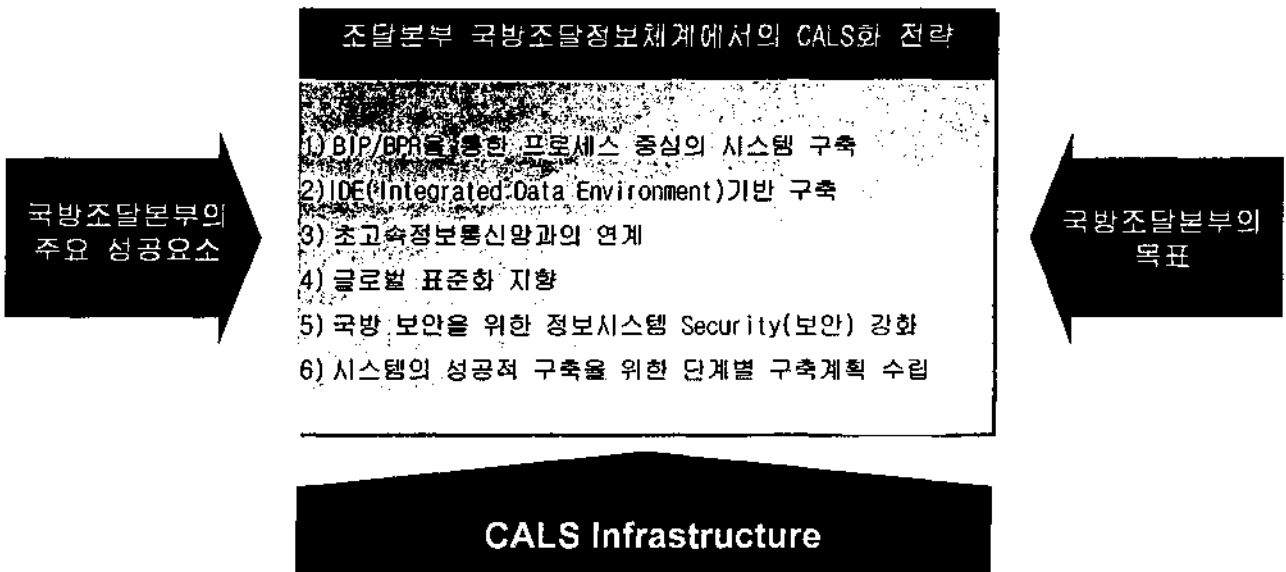 조달본부 국방조달정보체계에서의 CALS화 전략
1) BIP/BPR을 통한 프로세스 중심의 시스템 구축
2) IDE(Integrated Data Environment)기반 구축
3) 초고속정보통신망과의 연계
4) 글로벌 표준화 지향
5) 국방 보안을 위한 정보시스템 Security(보안) 강화
6) 시스템의 성공적 구축을 위한 단계별 구축계획 수립
국방조달본부의
주요 성공요소
국방조달본부의
목표
CALS Infrastructure